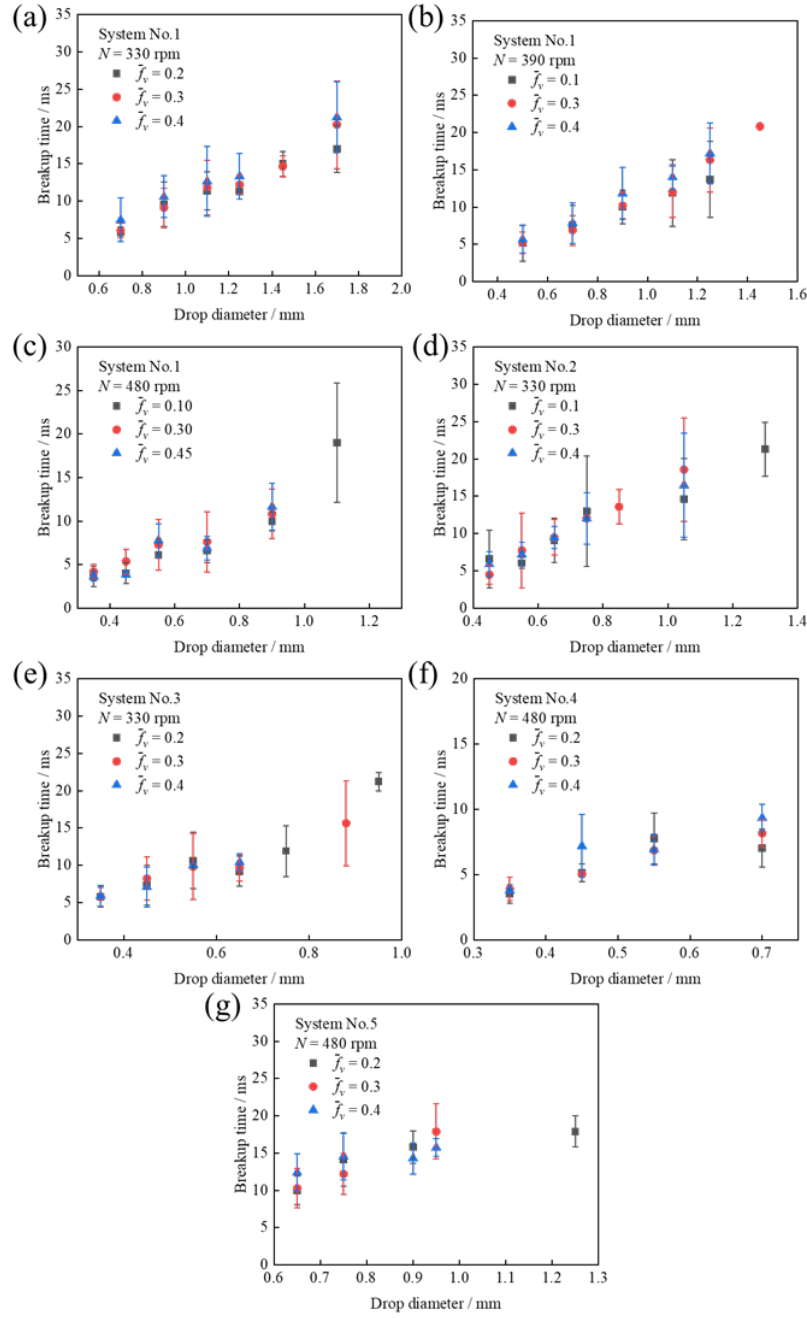 (a)
System No.1
N = 330 rpm
f̄v = 0.2
f̄v = 0.3
f̄v = 0.4
Breakup time / ms
35
30
25
20
15
10
5
0
0.6 0.8 1.0 1.2 1.4 1.6 1.8 2.0
Drop diameter / mm
(b)
System No.1
N = 390 rpm
f̄v = 0.1
f̄v = 0.3
f̄v = 0.4
Breakup time / ms
35
30
25
20
15
10
5
0
0.4 0.6 0.8 1.0 1.2 1.4 1.6
Drop diameter / mm
(c)
System No.1
N = 480 rpm
f̄v = 0.10
f̄v = 0.30
f̄v = 0.45
Breakup time / ms
30
25
20
15
10
5
0
0.4 0.6 0.8 1.0 1.2
Drop diameter / mm
(d)
System No.2
N = 330 rpm
f̄v = 0.1
f̄v = 0.3
f̄v = 0.4
Breakup time / ms
35
30
25
20
15
10
5
0
0.4 0.6 0.8 1.0 1.2 1.4
Drop diameter / mm
(e)
System No.3
N = 330 rpm
f̄v = 0.2
f̄v = 0.3
f̄v = 0.4
Breakup time / ms
35
30
25
20
15
10
5
0
0.4 0.6 0.8 1.0
Drop diameter / mm
(f)
System No.4
N = 480 rpm
f̄v = 0.2
f̄v = 0.3
f̄v = 0.4
Breakup time / ms
20
15
10
5
0
0.3 0.4 0.5 0.6 0.7
Drop diameter / mm
(g)
System No.5
N = 480 rpm
f̄v = 0.2
f̄v = 0.3
f̄v = 0.4
Breakup time / ms
35
30
25
20
15
10
5
0
0.6 0.7 0.8 0.9 1.0 1.1 1.2 1.3
Drop diameter / mm